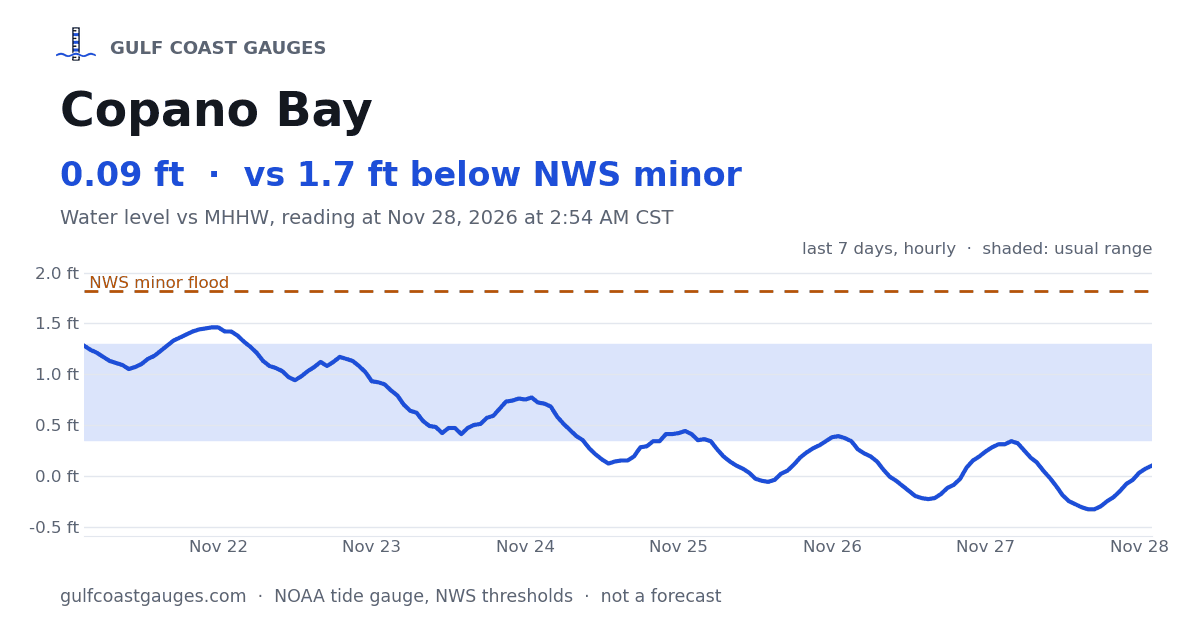 GULF COAST GAUGES
Copano Bay
0.09 ft · vs 1.7 ft below NWS minor
Water level vs MHHW, reading at Nov 28, 2026 at 2:54 AM CST
last 7 days, hourly · shaded: usual range
2.0 ft
NWS minor flood
1.5 ft
1.0 ft
0.5 ft
0.0 ft
-0.5 ft
Nov 22 Nov 23 Nov 24 Nov 25 Nov 26 Nov 27 Nov 28
gulfcoastgauges.com · NOAA tide gauge, NWS thresholds · not a forecast